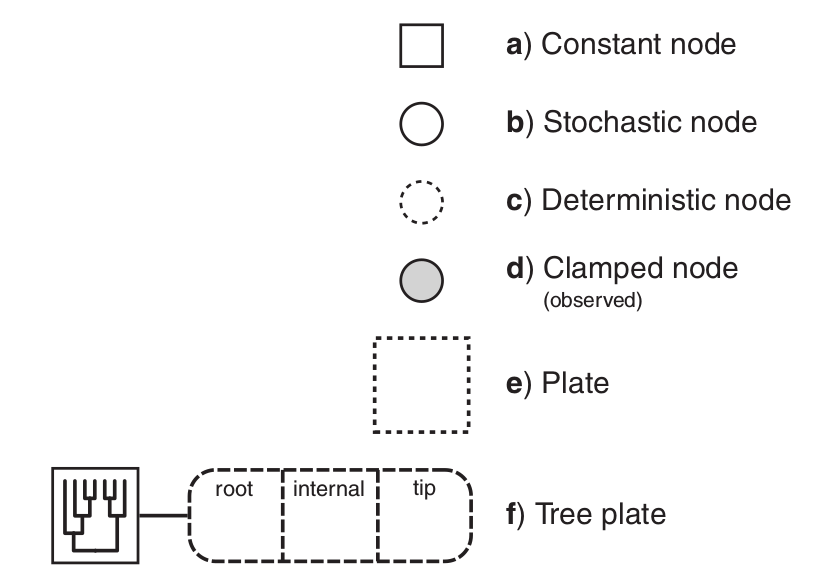 a) Constant node
b) Stochastic node
c) Deterministic node
d) Clamped node
(observed)
e) Plate
root internal tip
f) Tree plate